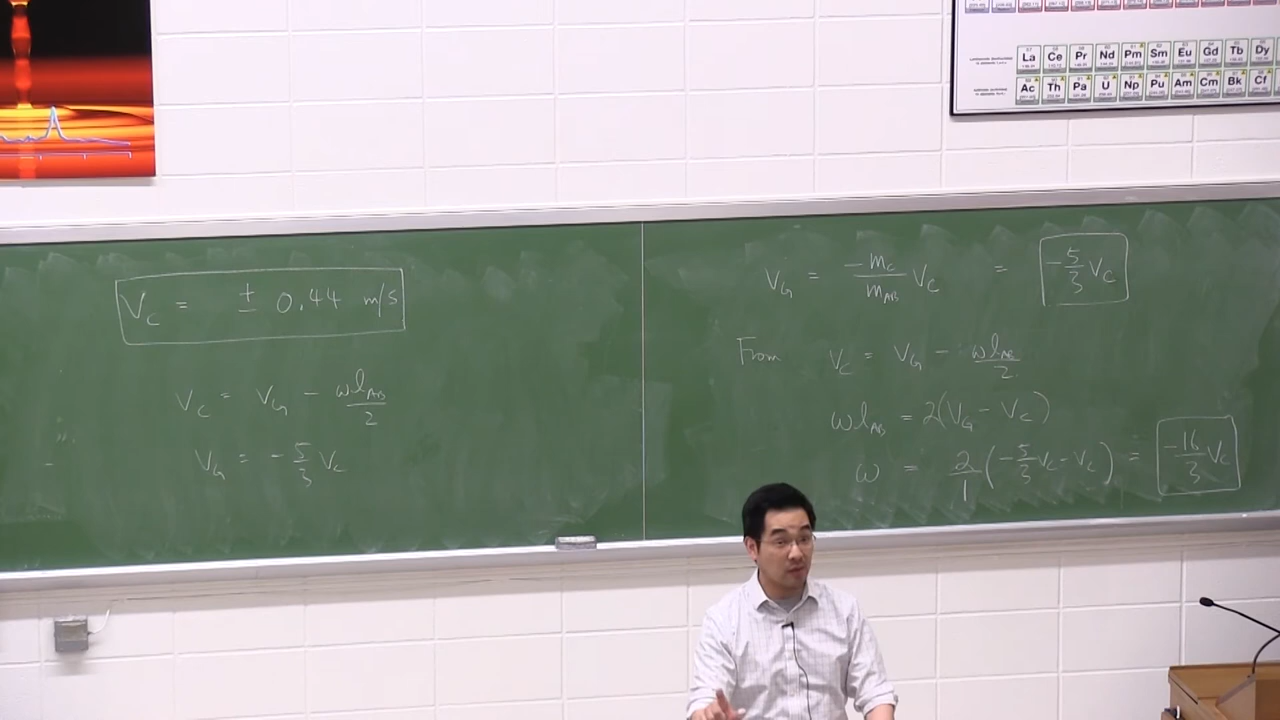 La Ce Pr Nd Pm Sm Eu Gd Tb Dy
Ac Th Pa U Np Pu Am Cm Bk Cf
V_C = ± 0.44 m/s
V_C = V_G - ωl_AB/2
V_G = -5/3 V_C
V_G = -m_C/m_AB V_C = -5/3 V_C
From V_C = V_G - ωl_AB/2
ωl_AB = 2(V_G - V_C)
ω = 2/1 (-5/3 V_C - V_C) = -16/3 V_C